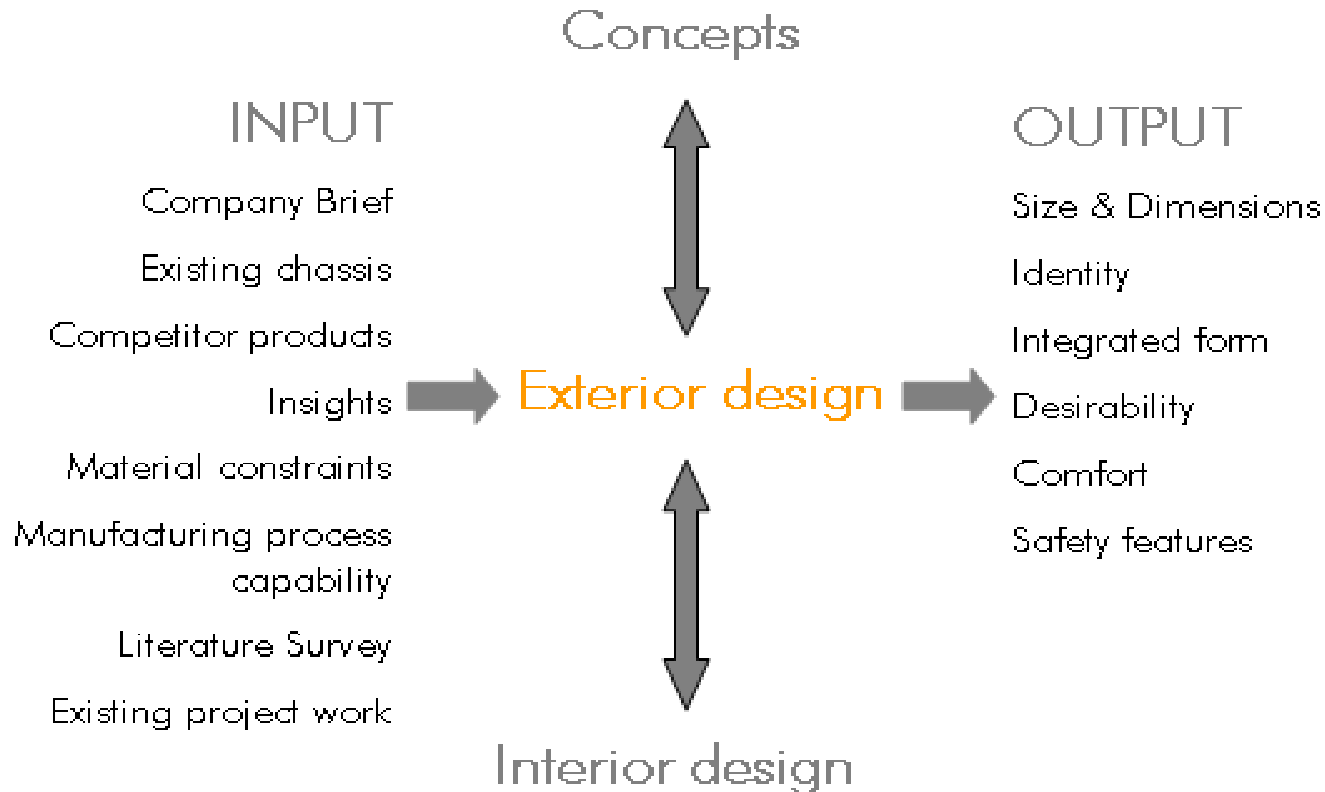 Concepts
INPUT
Company Brief
Existing chassis
Competitor products
Insights
Material constraints
Manufacturing process
capability
Literature Survey
Existing project work
Exterior design
OUTPUT
Size & Dimensions
Identity
Integrated form
Desirability
Comfort
Safety features
Interior design